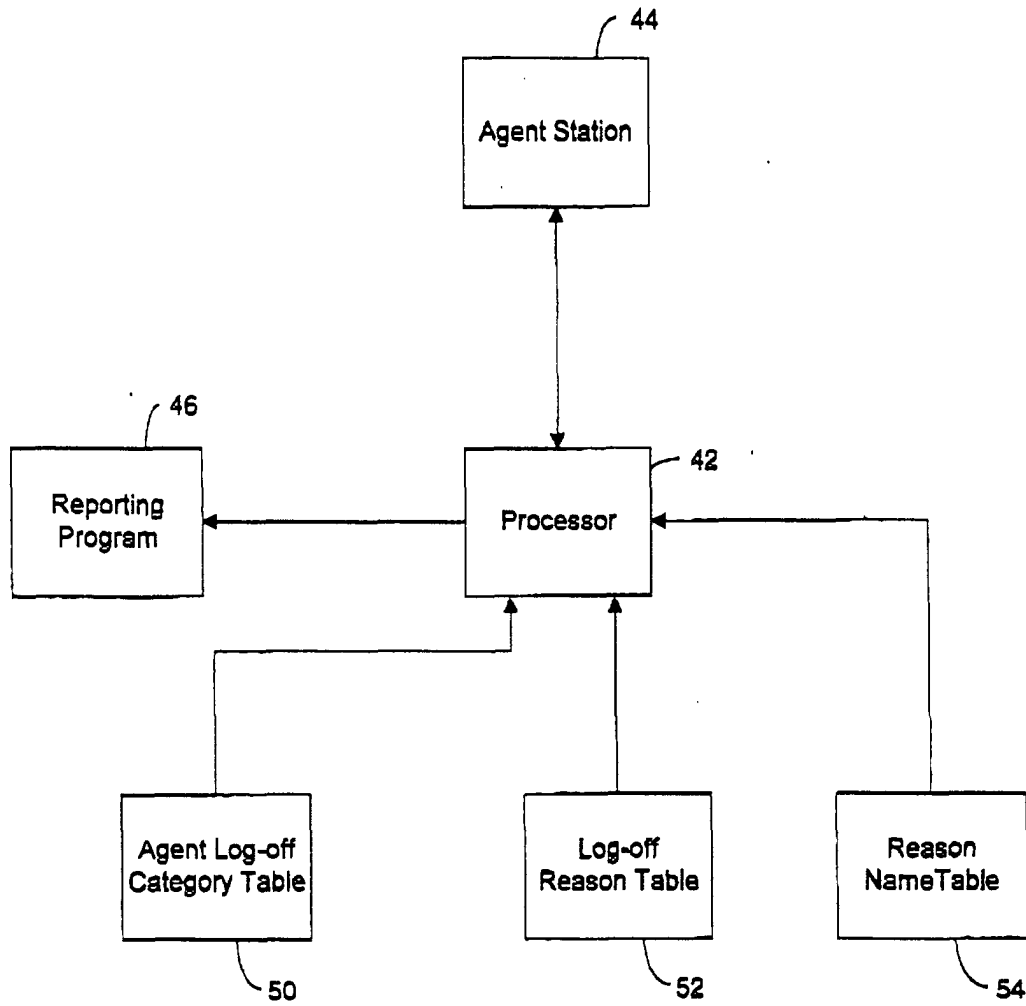 44
Agent Station
46
Reporting
Program
42
Processor
Agent Log-off
Category Table
Log-off
Reason Table
Reason
NameTable
50
52
54